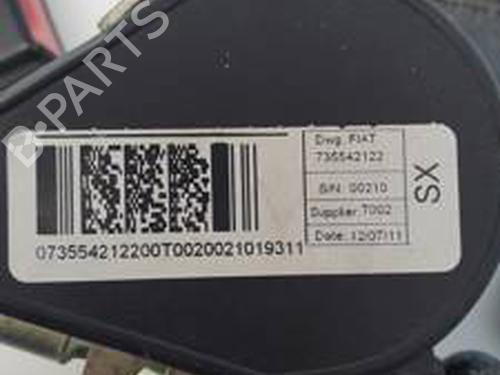 B-PARTS
Dwg. FIAT
735542122
S/N: 00210
Supplier: T002
Date: 12/07/11
SX
073554212200T0020021019311